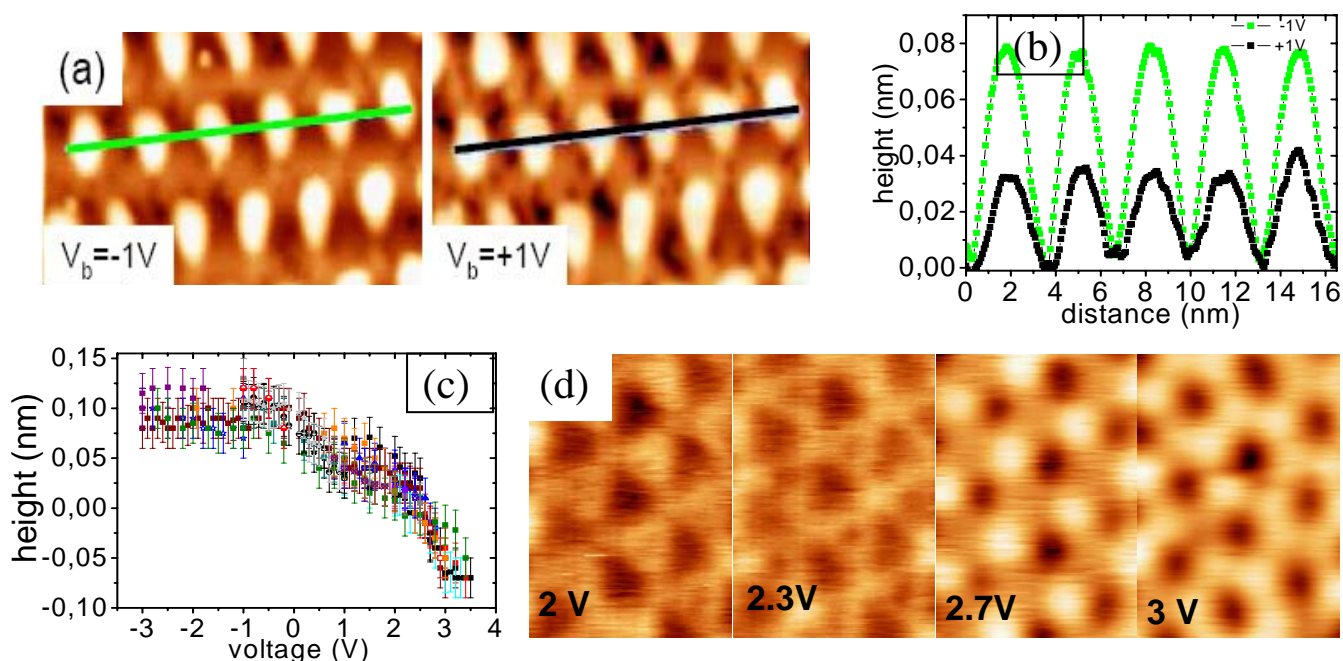 (a)
V_b=-1V
V_b=+1V
(b)
-1V
+1V
0,08
0,06
0,04
0,02
0,00
height (nm)
0 2 4 6 8 10 12 14 16
distance (nm)
(c)
0,15
0,10
0,05
0,00
-0,05
-0,10
height (nm)
-3 -2 -1 0 1 2 3 4
voltage (V)
(d)
2 V
2.3V
2.7V
3 V